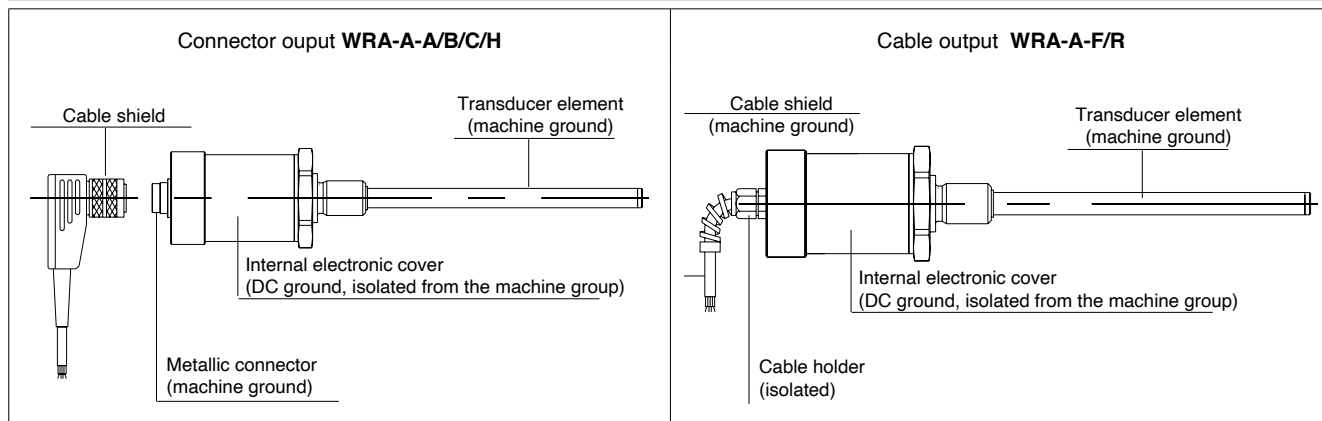 Connector ouput WRA-A-A/B/C/H
Cable shield
Transducer element
(machine ground)
Internal electronic cover
(DC ground, isolated from the machine group)
Metallic connector
(machine ground)
Cable output WRA-A-F/R
Cable shield
(machine ground)
Transducer element
(machine ground)
Internal electronic cover
(DC ground, isolated from the machine group)
Cable holder
(isolated)